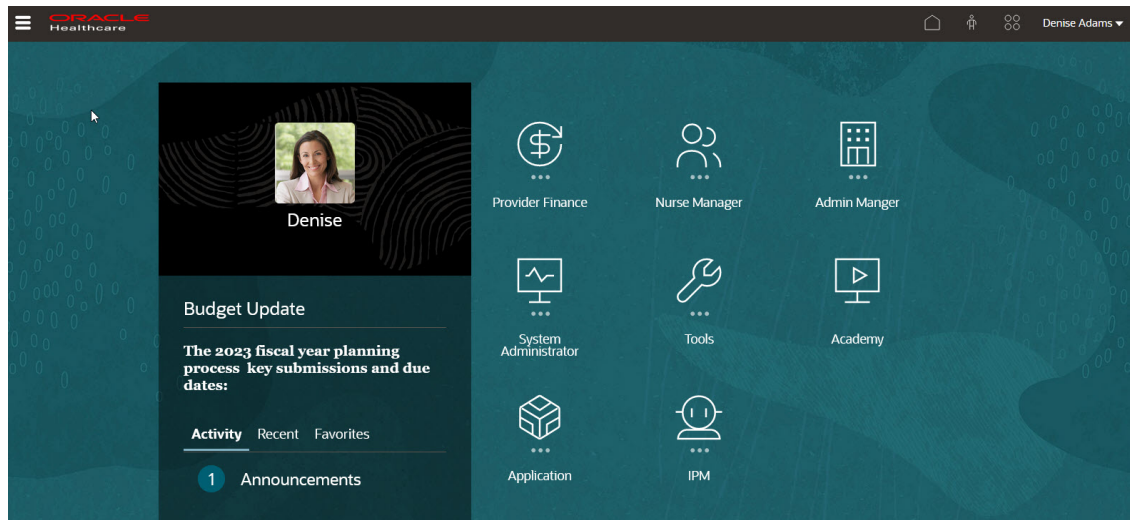 ORACLE
Healthcare
Denise Adams
Denise
Budget Update
The 2023 fiscal year planning
process key submissions and due
dates:
Activity Recent Favorites
1 Announcements
Provider Finance
Nurse Manager
Admin Manger
System
Administrator
Tools
Academy
Application
IPM